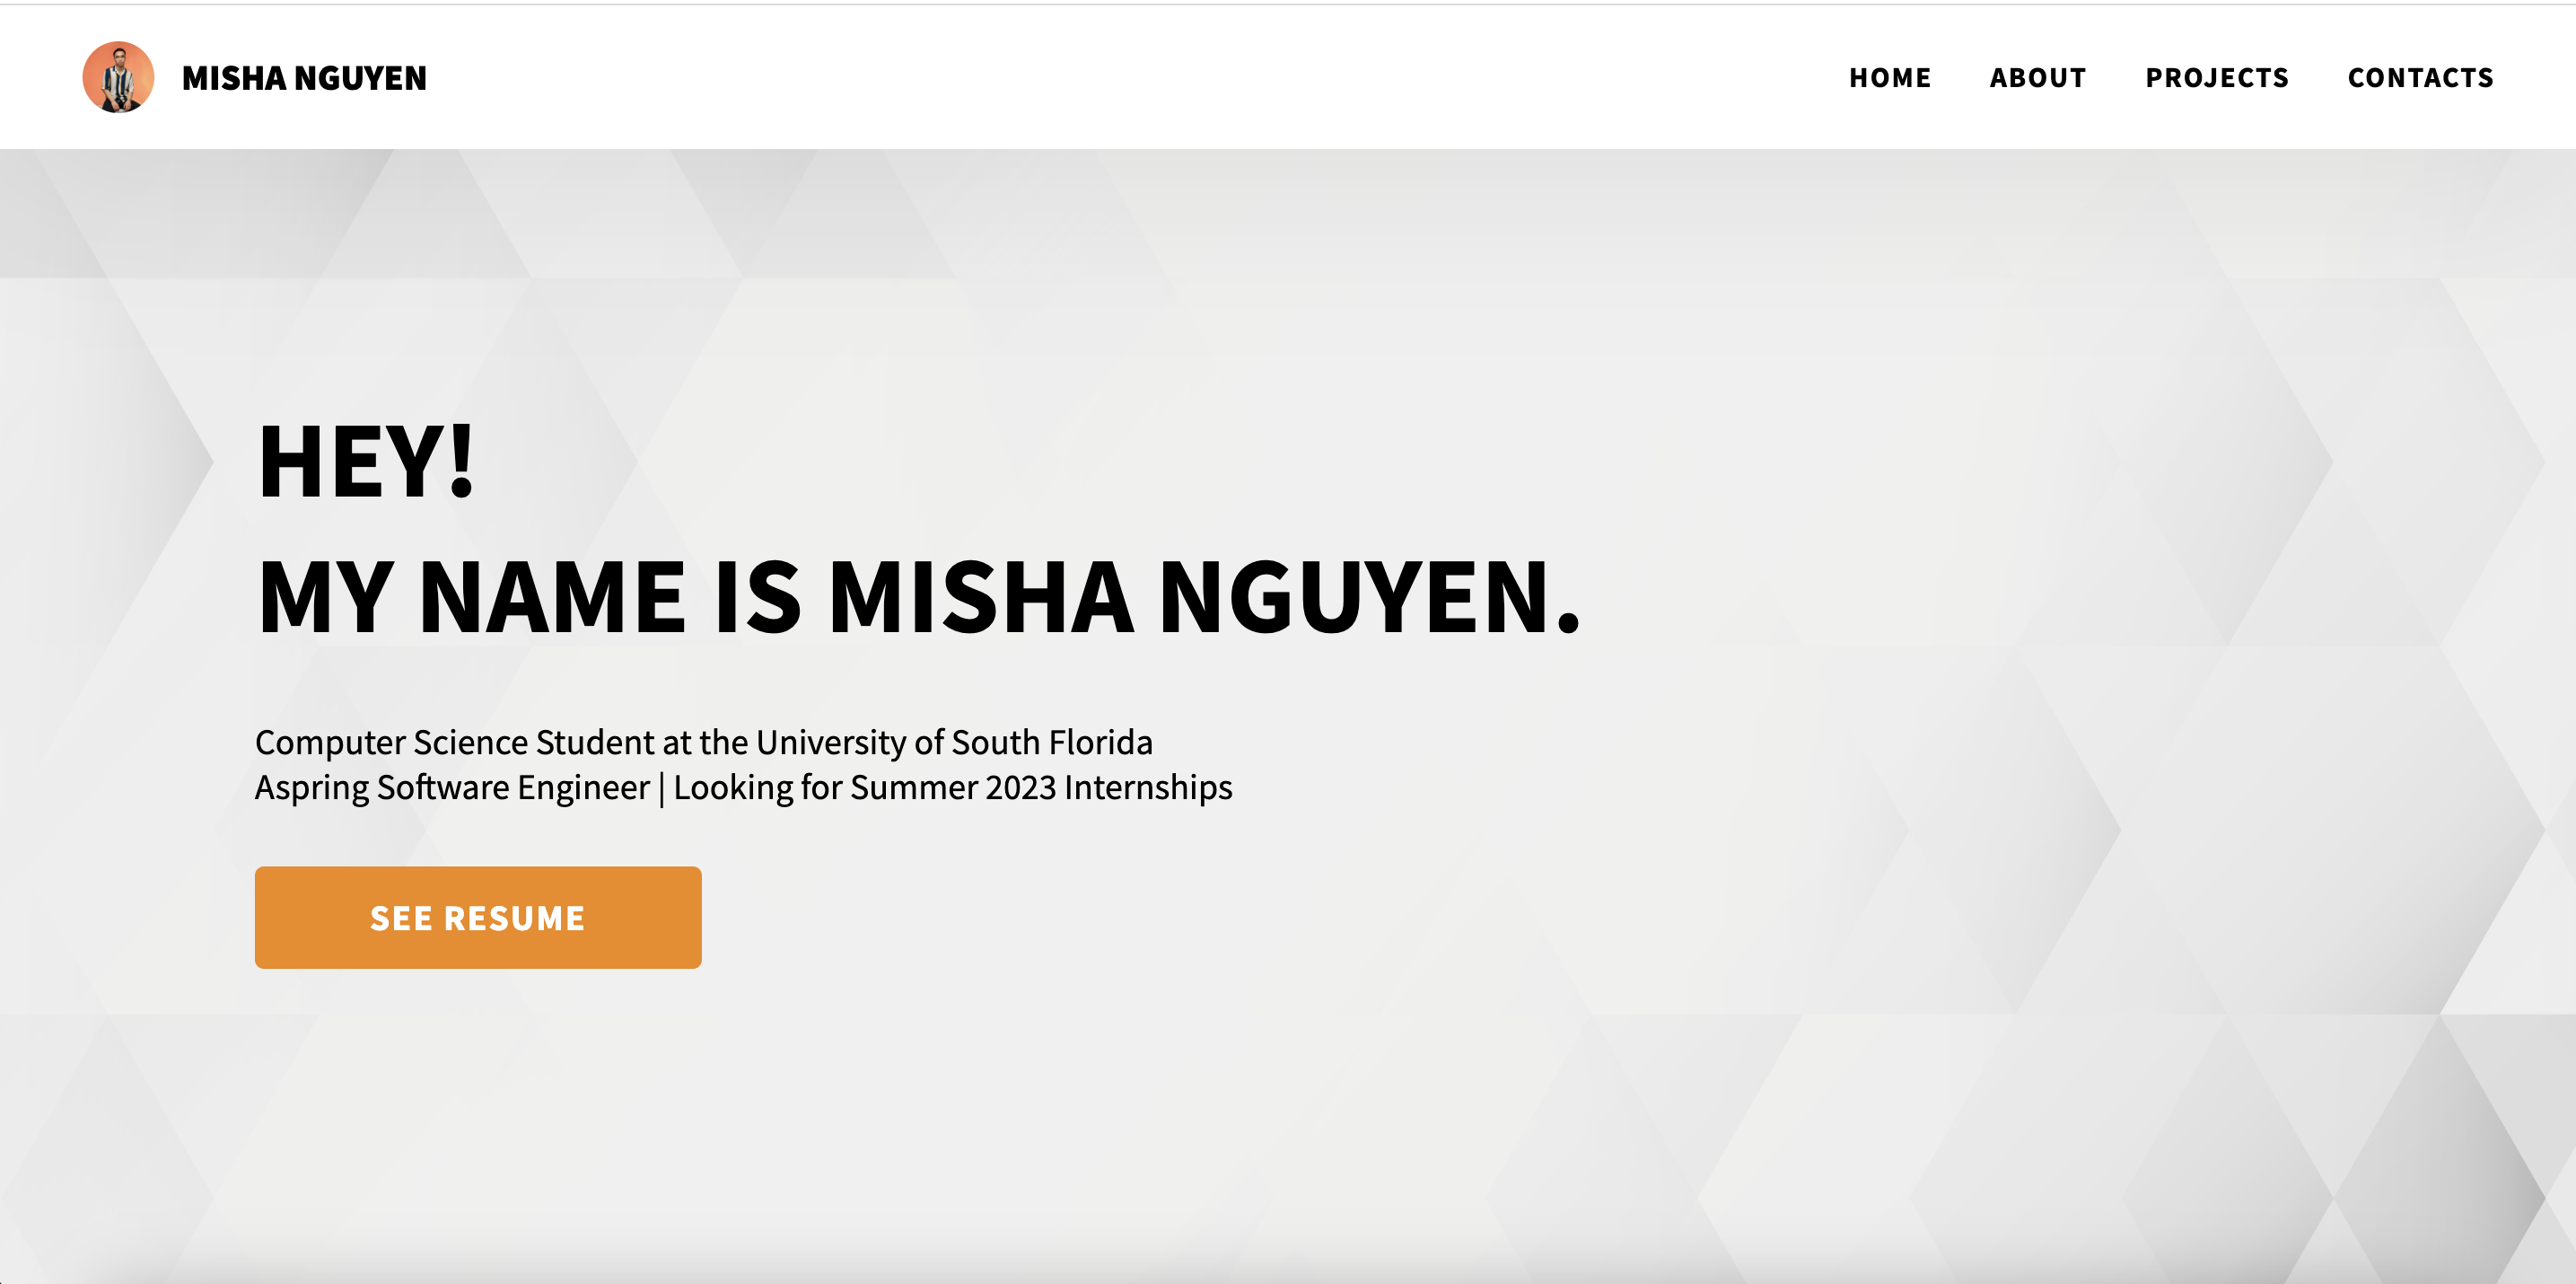 MISHA NGUYEN
HOME ABOUT PROJECTS CONTACTS
HEY!
MY NAME IS MISHA NGUYEN.
Computer Science Student at the University of South Florida
Aspring Software Engineer | Looking for Summer 2023 Internships
SEE RESUME